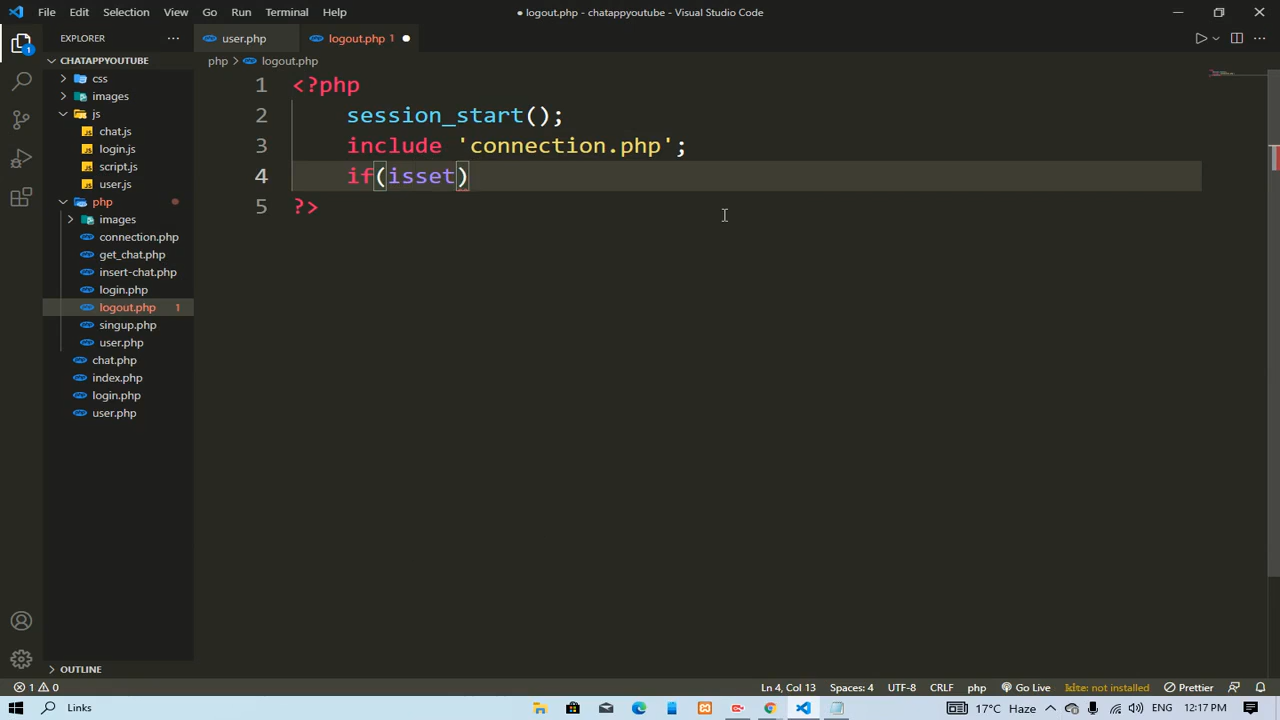 File Edit Selection View Go Run Terminal Help
● logout.php - chatappyoutube - Visual Studio Code
EXPLORER
user.php
logout.php 1
CHATAPPYOUTUBE
php > logout.php
css
images
js
chat.js
login.js
script.js
user.js
php
images
connection.php
get_chat.php
insert-chat.php
login.php
logout.php 1
singup.php
user.php
chat.php
index.php
login.php
user.php
OUTLINE
1 <?php
2 session_start();
3 include 'connection.php';
4 if(isset)
5 ?>
1 0
Ln 4, Col 13 Spaces: 4 UTF-8 CRLF php Go Live not installed Prettier
Links
17°C Haze ENG 12:17 PM
1